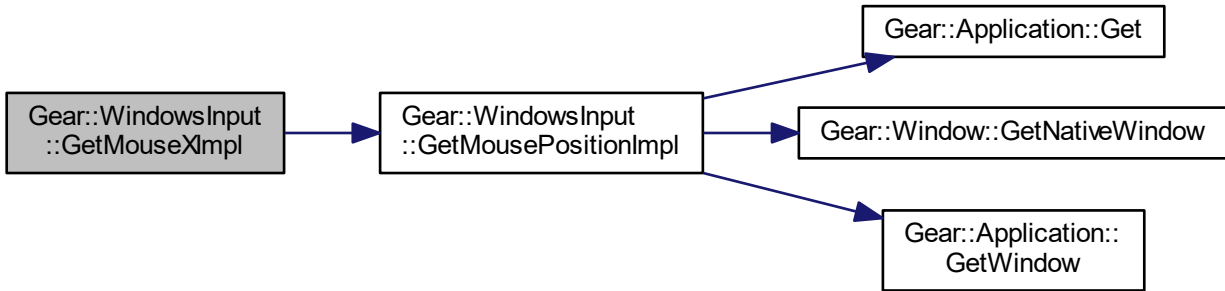 Gear::WindowsInput
::GetMouseXImpl
Gear::WindowsInput
::GetMousePositionImpl
Gear::Application::Get
Gear::Window::GetNativeWindow
Gear::Application::
GetWindow